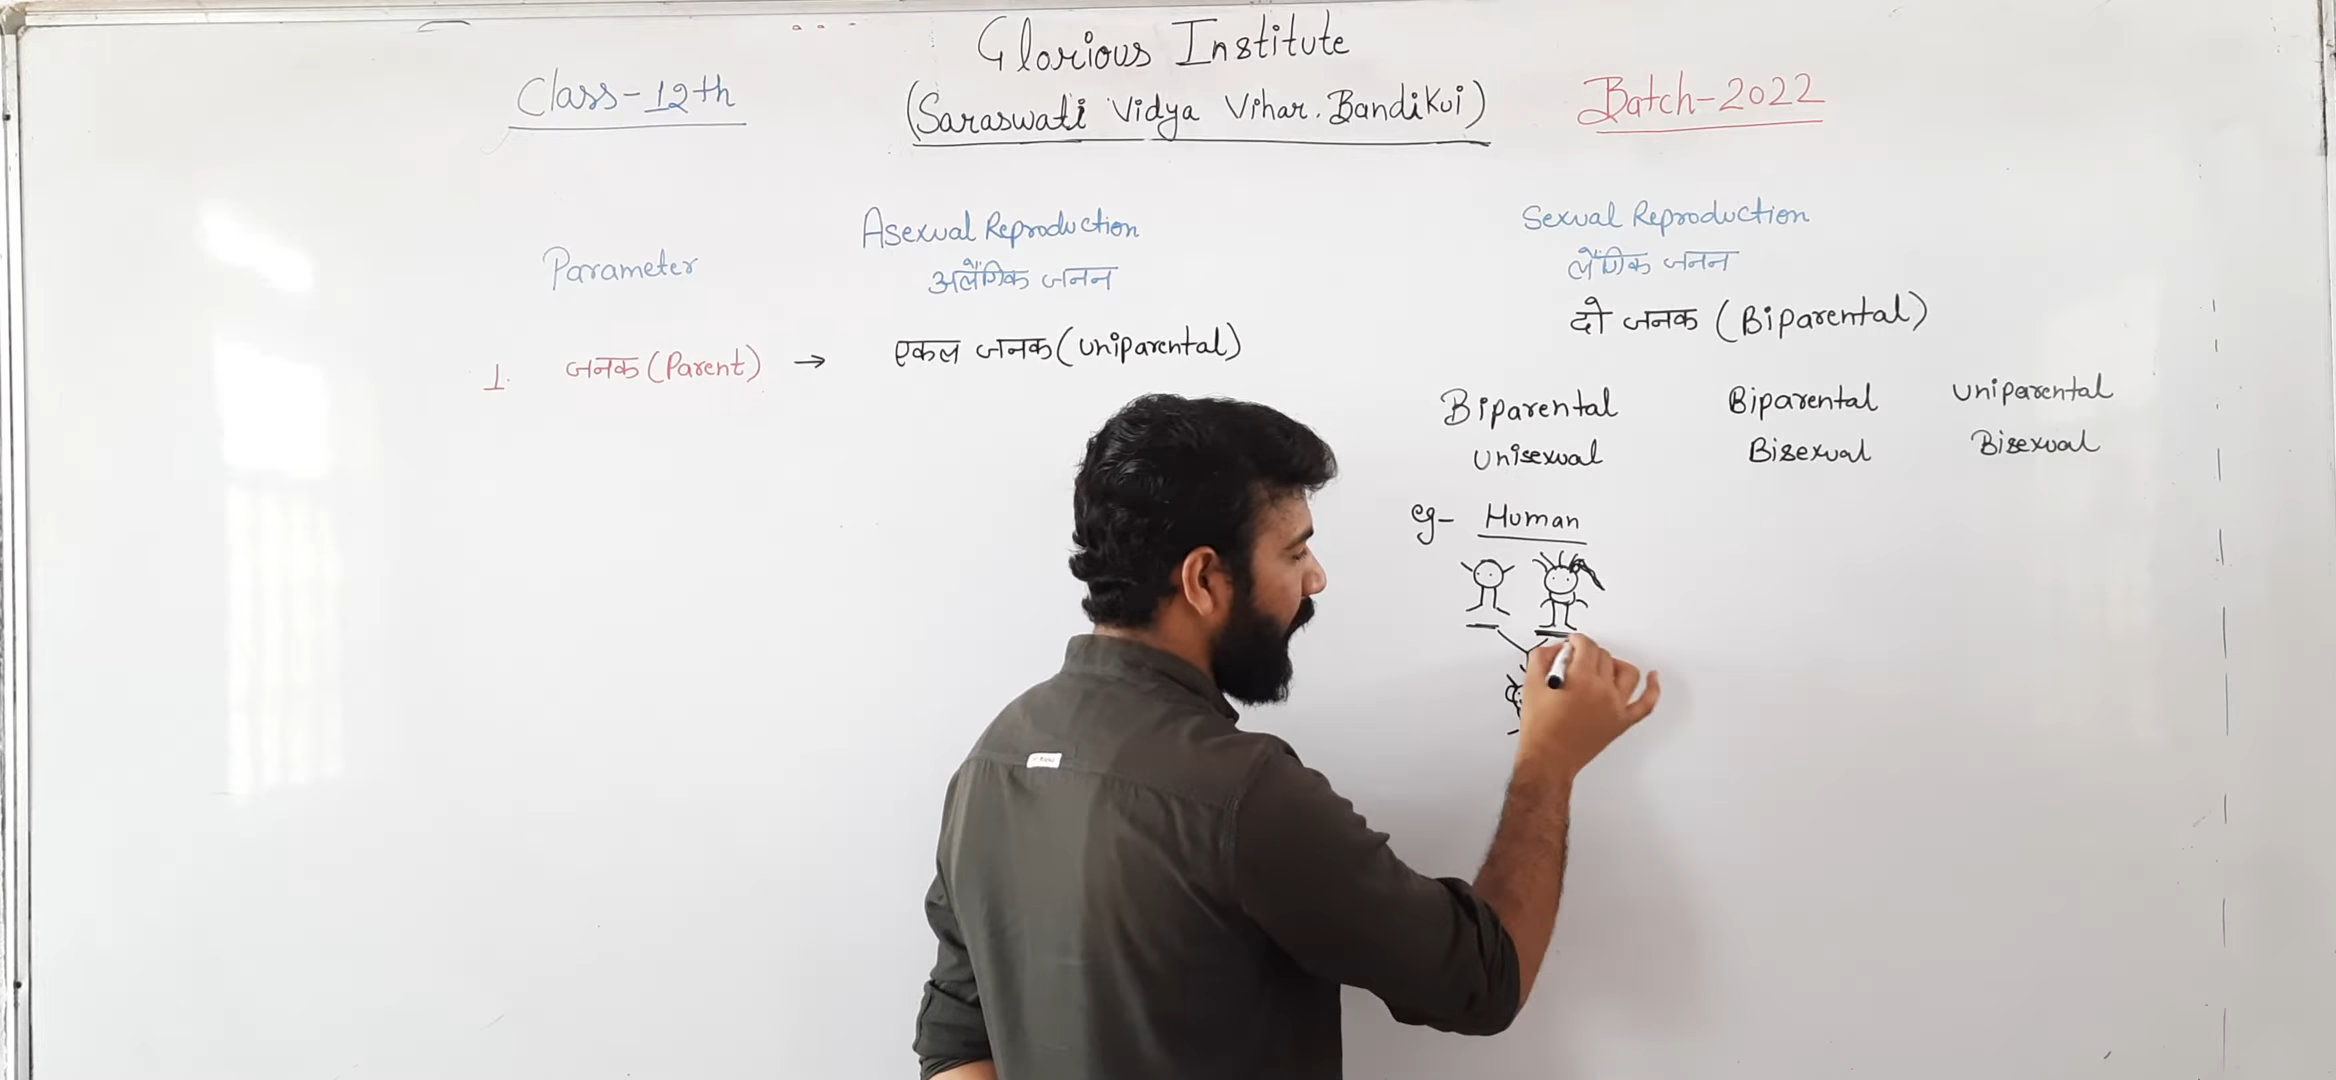 Glorious Institute
Class-12th
(Saraswati Vidya Vihar. Bandikui)
Batch-2022
Parameter
Asexual Reproduction
अलैंगिक जनन
Sexual Reproduction
लैंगिक जनन
1. जनक (Parent) → एकल जनक (Uniparental)
दो जनक (Biparental)
Biparental Biparental Uniparental
Unisexual Bisexual Bisexual
eg- Human